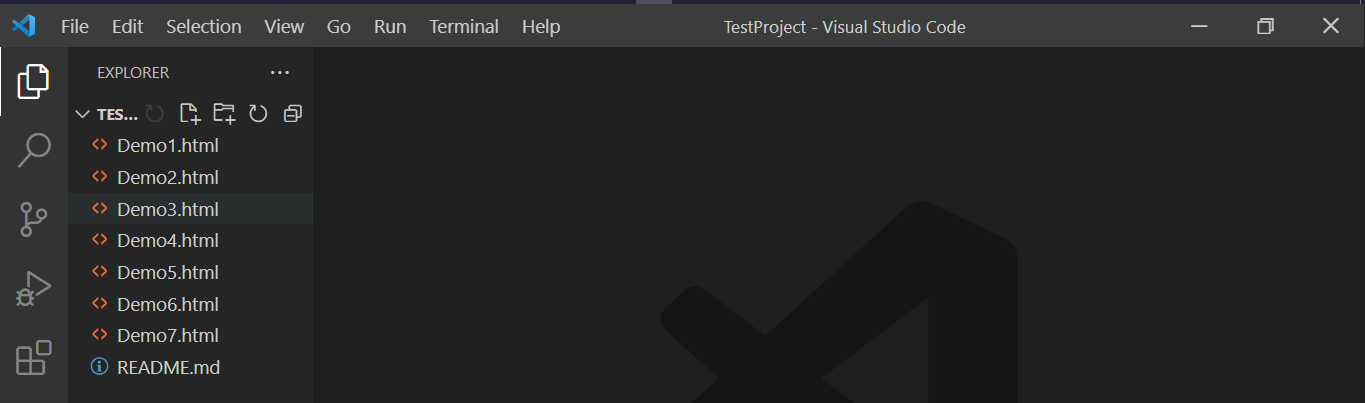 File Edit Selection View Go Run Terminal Help TestProject - Visual Studio Code
EXPLORER
TES...
Demo1.html
Demo2.html
Demo3.html
Demo4.html
Demo5.html
Demo6.html
Demo7.html
README.md